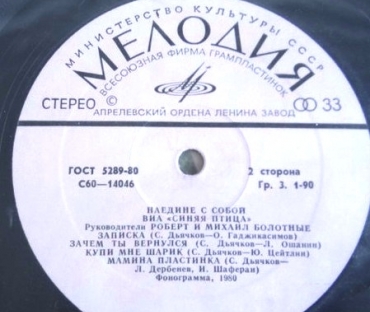 МИНИСТЕРСТВО КУЛЬТУРЫ СССР
МЕЛОДИЯ
ВСЕСОЮЗНАЯ ФИРМА ГРАМПЛАСТИНОК
СТЕРЕО 33
АПРЕЛЕВСКИЙ ОРДЕНА ЛЕНИНА ЗАВОД
ГОСТ 5289-80 2 сторона
С60—14046 Гр. 3. 1-90
НАЕДИНЕ С СОБОЙ
ВИА «СИНЯЯ ПТИЦА»
Руководители РОБЕРТ И МИХАИЛ БОЛОТНЫЕ
ЗАПИСКА (С. Дьячков—О. Гаджикасимов)
ЗАЧЕМ ТЫ ВЕРНУЛСЯ (С. Дьячков—Л. Ошанин)
КУПИ МНЕ ШАРИК (С. Дьячков—Ю. Цейтлин)
МАМИНА ПЛАСТИНКА (С. Дьячков—
Л. Дербенев, И. Шаферан)
Фонограмма, 1980